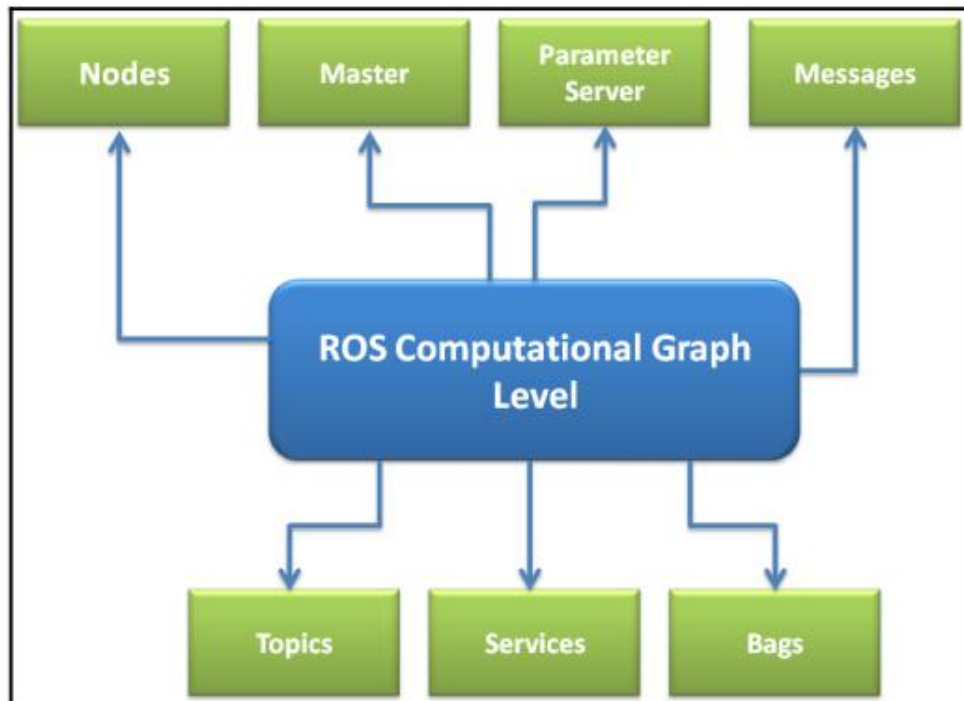 Nodes
Master
Parameter
Server
Messages
ROS Computational Graph
Level
Topics
Services
Bags